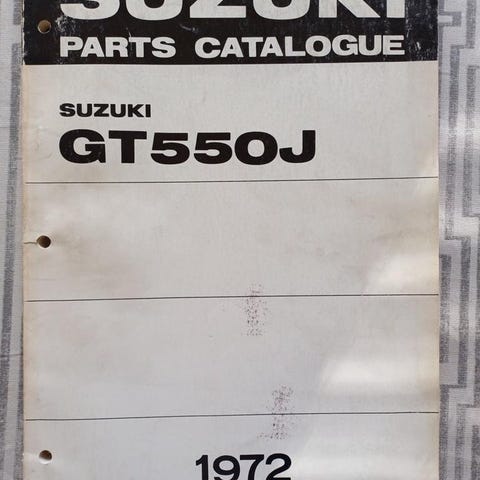 SUZUKI
PARTS CATALOGUE
SUZUKI
GT550J
1972